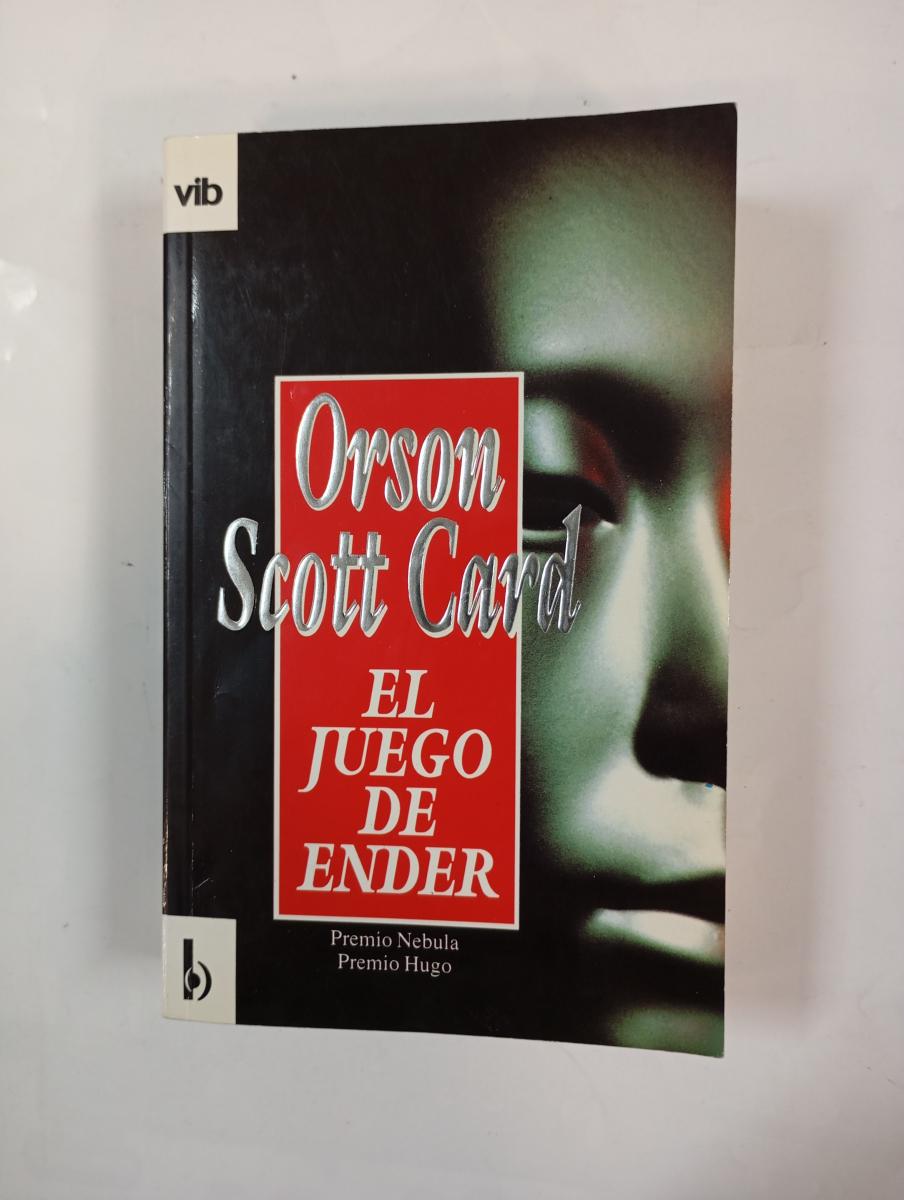 vib
Orson
Scott Card
EL
JUEGO
DE
ENDER
Premio Nebula
Premio Hugo
b